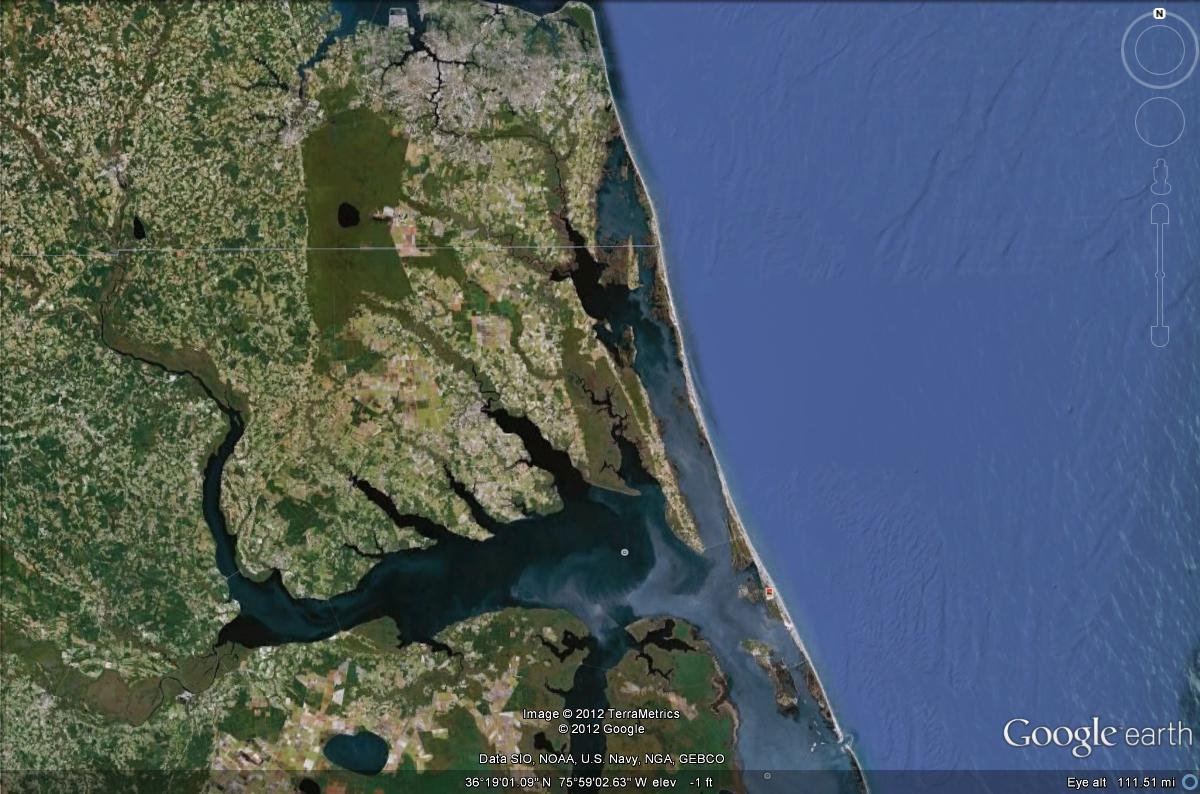 N
Image © 2012 TerraMetrics
© 2012 Google
Data SIO, NOAA, U.S. Navy, NGA, GEBCO
Google earth
36°19'01.09" N 75°59'02.63" W elev -1 ft
Eye alt 111.51 mi